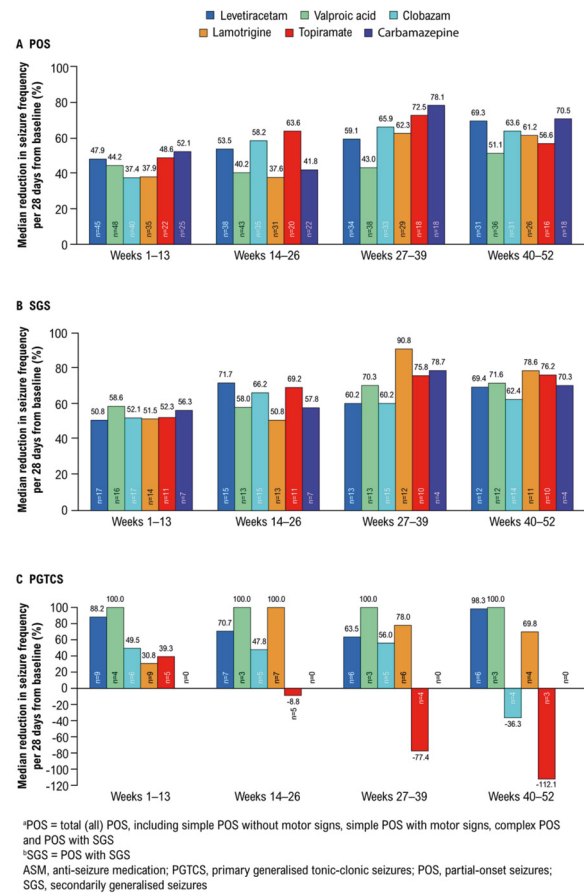 Levetiracetam Valproic acid Clobazam
Lamotrigine Topiramate Carbamazepine
A POS
Median reduction in seizure frequency
per 28 days from baseline (%)
100
80
60
40
20
0
47.9 44.2 37.4 37.9 48.6 52.1
53.5 40.2 58.2 37.6 63.6 41.8
59.1 43.0 65.9 62.3 72.5 78.1
69.3 51.1 63.6 61.2 56.6 70.5
n=45 n=48 n=40 n=35 n=22 n=25
n=38 n=43 n=35 n=31 n=20 n=22
n=34 n=38 n=33 n=29 n=18 n=18
n=31 n=36 n=31 n=26 n=16 n=18
Weeks 1–13 Weeks 14–26 Weeks 27–39 Weeks 40–52
B SGS
Median reduction in seizure frequency
per 28 days from baseline (%)
100
80
60
40
20
0
50.8 58.6 52.1 51.5 52.3 56.3
71.7 58.0 66.2 50.8 69.2 57.8
60.2 70.3 60.2 90.8 75.8 78.7
69.4 71.6 62.4 78.6 76.2 70.3
n=17 n=16 n=17 n=14 n=11 n=7
n=15 n=13 n=15 n=13 n=11 n=7
n=13 n=13 n=15 n=12 n=10 n=4
n=12 n=12 n=14 n=11 n=10 n=4
Weeks 1–13 Weeks 14–26 Weeks 27–39 Weeks 40–52
C PGTCS
Median reduction in seizure frequency
per 28 days from baseline (%)
100
80
60
40
20
0
-20
-40
-60
-80
-100
-120
88.2 100.0 49.5 30.8 39.3
70.7 100.0 47.8 100.0 -8.8
63.5 100.0 56.0 78.0 -77.4
98.3 100.0 -36.3 69.8 -112.1
n=9 n=4 n=6 n=9 n=5 n=0
n=7 n=3 n=5 n=7 n=5 n=0
n=6 n=3 n=5 n=6 n=4 n=0
n=6 n=3 n=4 n=4 n=3 n=0
Weeks 1–13 Weeks 14–26 Weeks 27–39 Weeks 40–52
ᵃPOS = total (all) POS, including simple POS without motor signs, simple POS with motor signs, complex POS
and POS with SGS
ᵇSGS = POS with SGS
ASM, anti-seizure medication; PGTCS, primary generalised tonic-clonic seizures; POS, partial-onset seizures;
SGS, secondarily generalised seizures